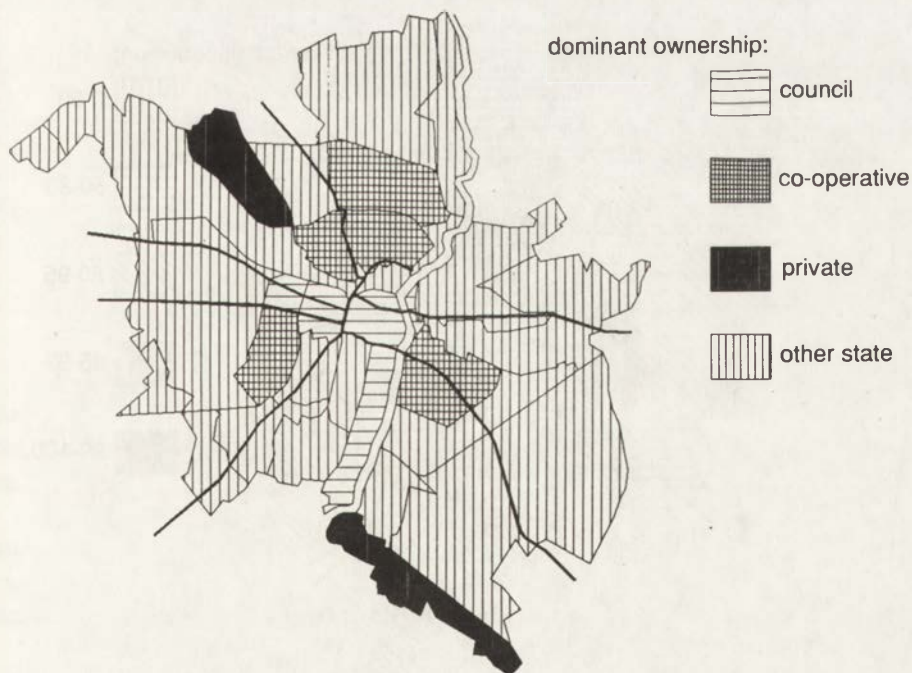 dominant ownership:
council
co-operative
private
other state